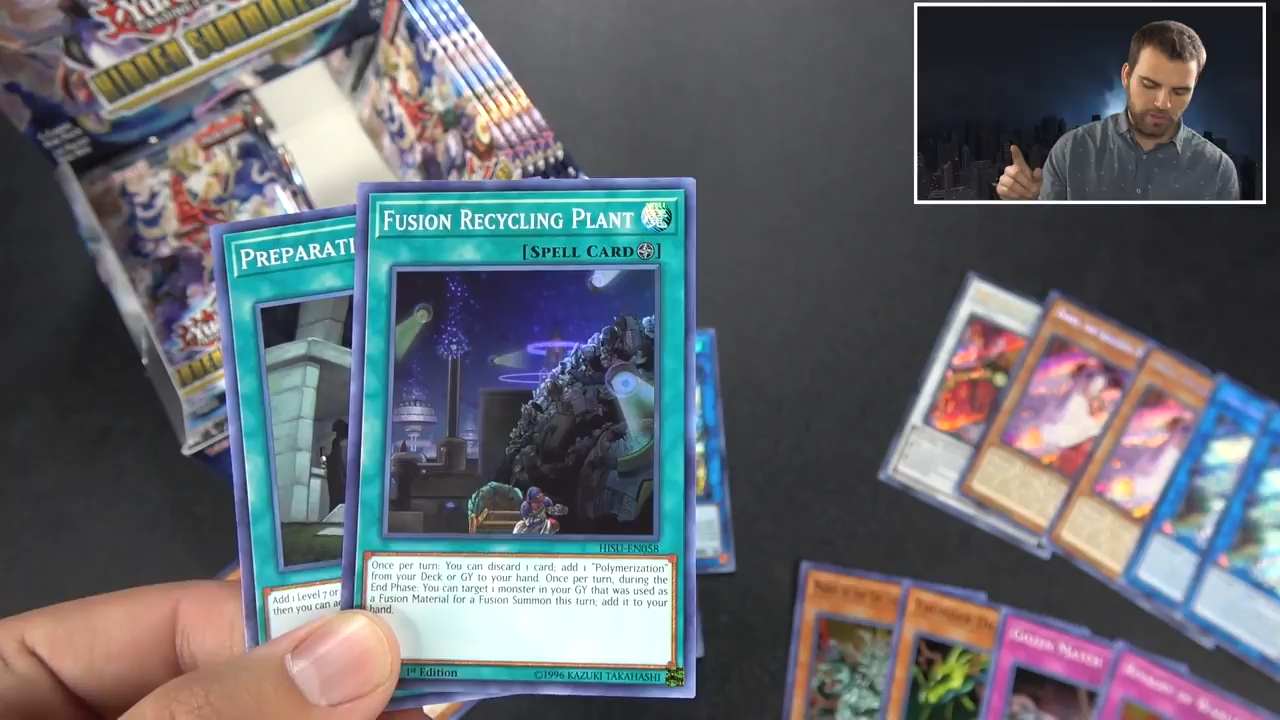 HIDDEN SUMMONERS
PREPARATI
FUSION RECYCLING PLANT
[SPELL CARD]
HISU-EN058
Once per turn: You can discard 1 card; add 1 "Polymerization"
from your Deck or GY to your hand. Once per turn, during the
End Phase: You can target 1 monster in your GY that was used as
a Fusion Material for a Fusion Summon this turn; add it to your
hand.
1st Edition
©1996 KAZUKI TAKAHASHI
Add 1 Level 7 or
then you can a